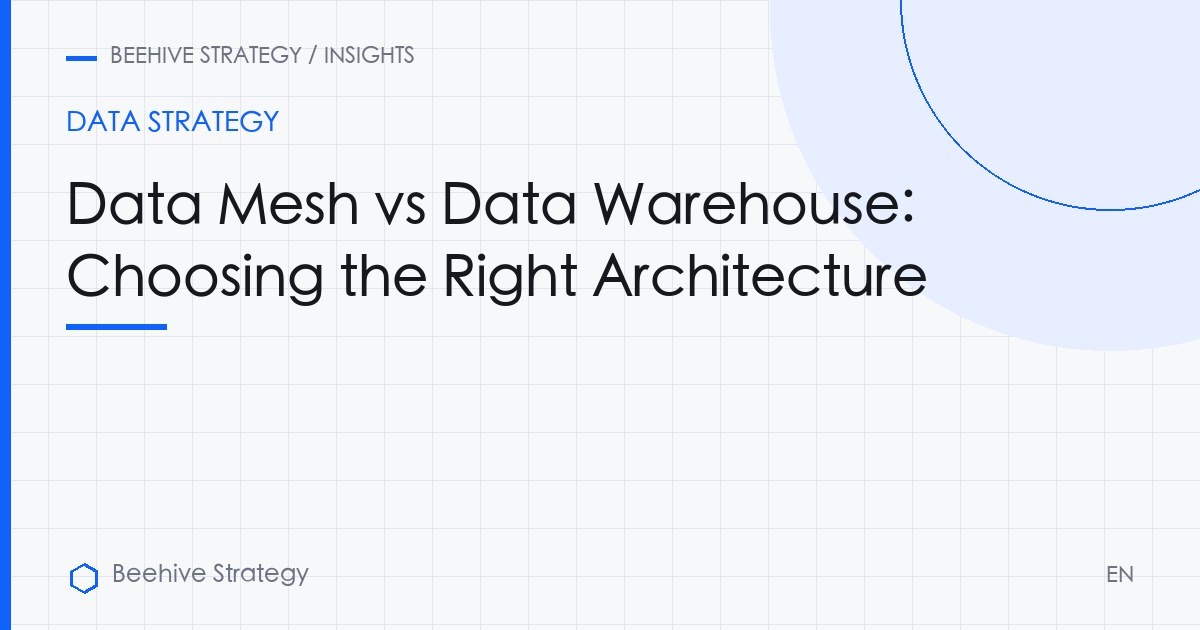 BEEHIVE STRATEGY / INSIGHTS
DATA STRATEGY
Data Mesh vs Data Warehouse:
Choosing the Right Architecture
Beehive Strategy
EN